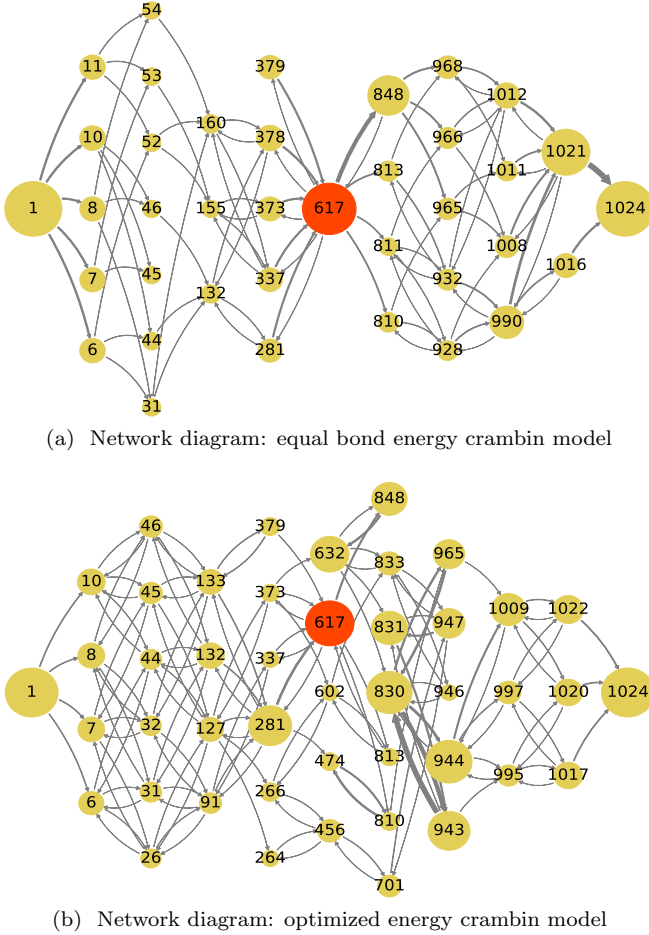 54
11 53 379 968
848 1012
10 52 160 378 966
813 1011 1021
1 8 46 155 373 617 965 1024
811 1008
7 45 132 337 932 1016
6 44 281 810 928 990
31
(a) Network diagram: equal bond energy crambin model
848
46 379 632 965
10 45 133 373 833
617 831 947 1009 1022
8 44 132 337
1 32 602 830 946 997 1020 1024
7 127 281
474 813 944 995 1017
6 31 91 266 810 943
26 264 456
701
(b) Network diagram: optimized energy crambin model